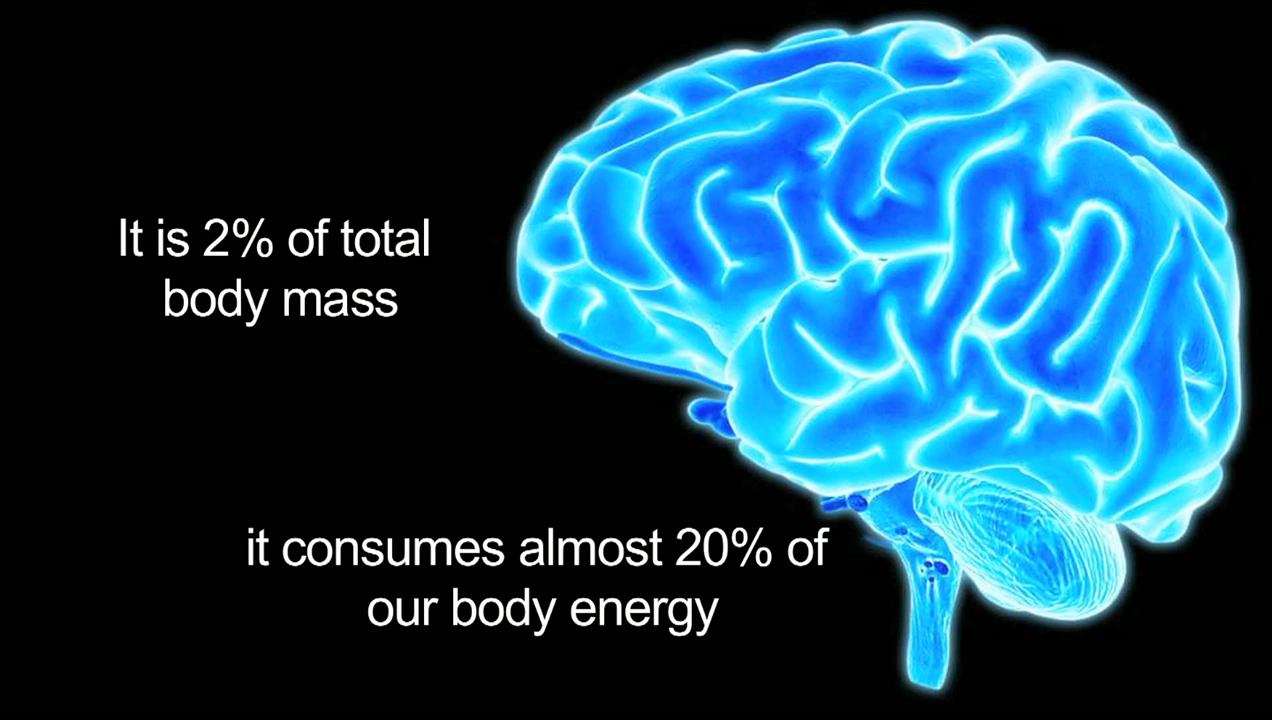 It is 2% of total
body mass
it consumes almost 20% of
our body energy